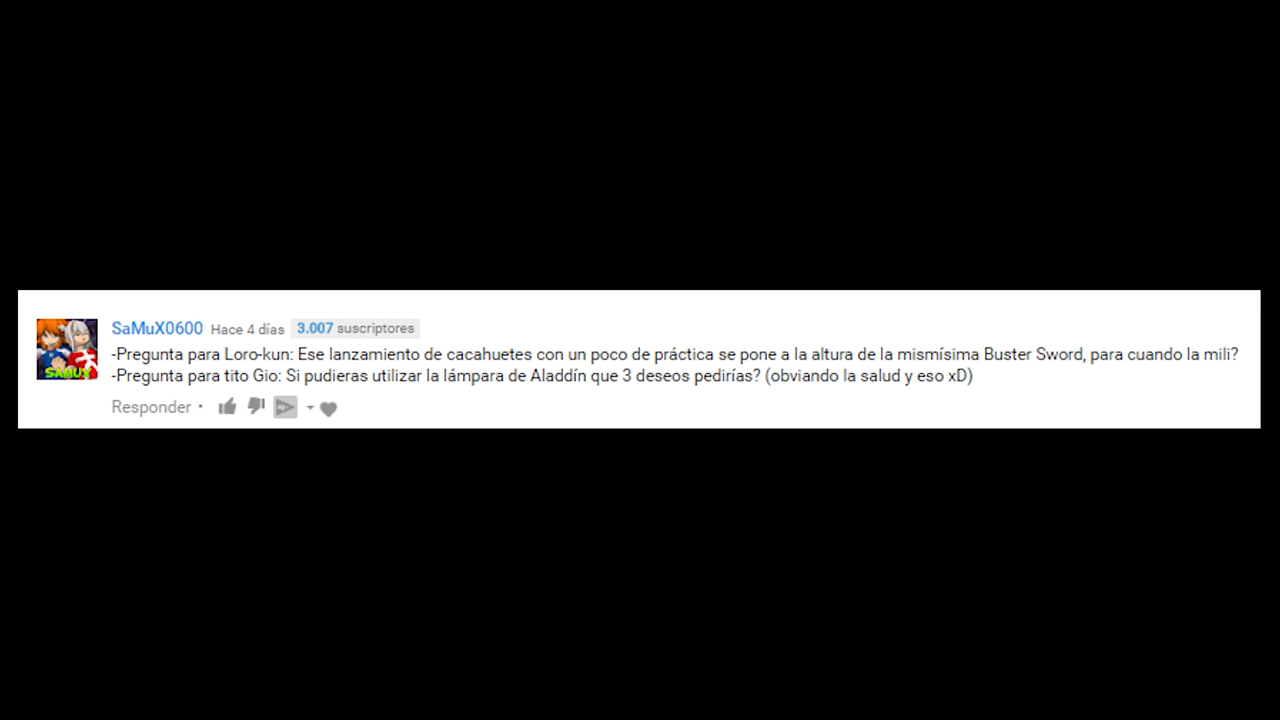 SaMuX0600 Hace 4 días 3.007 suscriptores
-Pregunta para Loro-kun: Ese lanzamiento de cacahuetes con un poco de práctica se pone a la altura de la mismísima Buster Sword, para cuando la mili?
-Pregunta para tito Gio: Si pudieras utilizar la lámpara de Aladdín que 3 deseos pedirías? (obviando la salud y eso xD)
Responder •
SAMUX